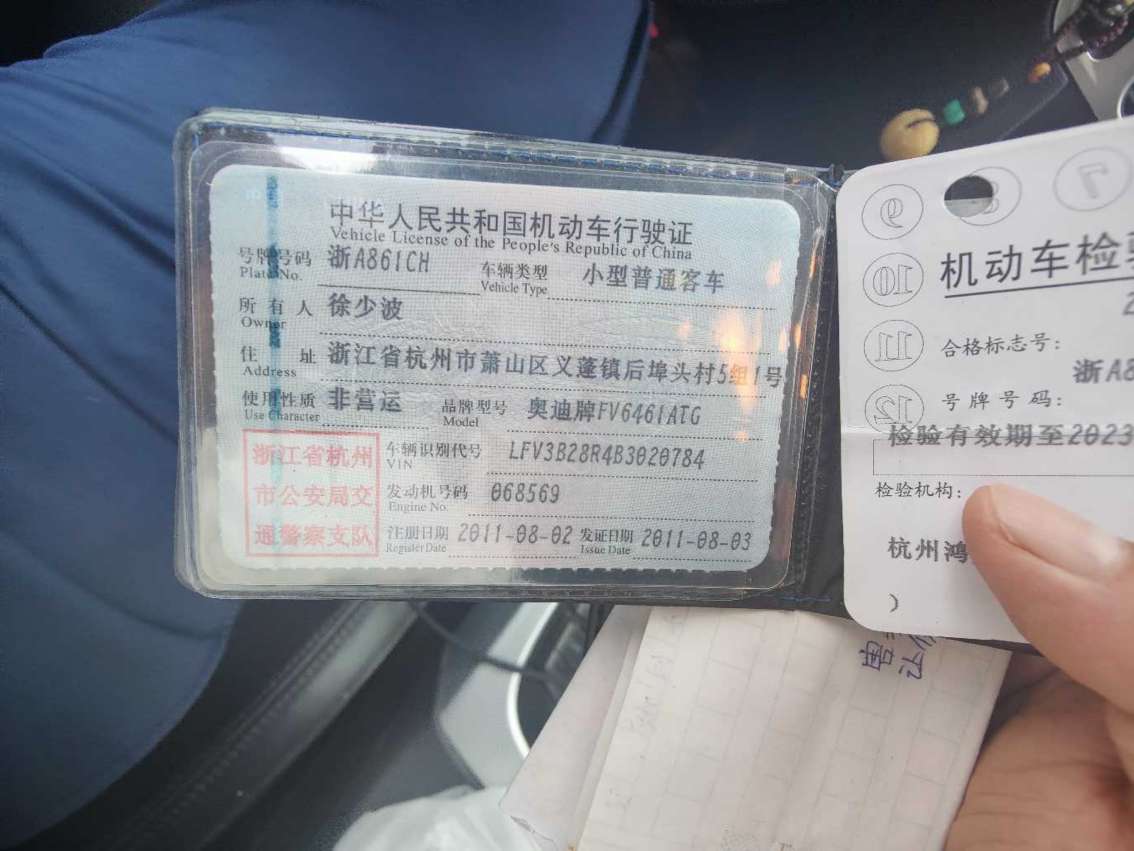 中华人民共和国机动车行驶证
Vehicle License of the People's Republic of China
号牌号码 浙A861CH 车辆类型 小型普通客车
Plate No. Vehicle Type
所有人 徐少波
Owner
住址 浙江省杭州市萧山区义蓬镇后埠头村5组1号
Address
使用性质 非营运 品牌型号 奥迪牌FV6461ATG
Use Character Model
浙江省杭州
市公安局交
通警察支队
车辆识别代号 LFV3B28R4B3020784
VIN
发动机号码 068569
Engine No.
注册日期 2011-08-02 发证日期 2011-08-03
Register Date Issue Date
7
8
9
10
11
12
机动车检验
合格标志号:
浙A8
号牌号码:
检验有效期至2023
检验机构:
杭州鸿
)